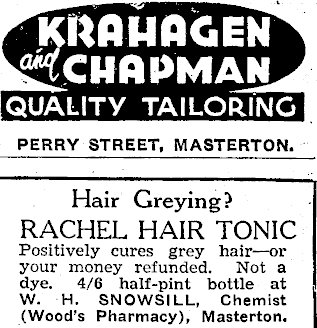 KRAHAGEN
and CHAPMAN
QUALITY TAILORING
PERRY STREET, MASTERTON.
Hair Greying?
RACHEL HAIR TONIC
Positively cures grey hair—or
your money refunded. Not a
dye. 4/6 half-pint bottle at
W. H. SNOWSILL, Chemist
(Wood's Pharmacy), Masterton.